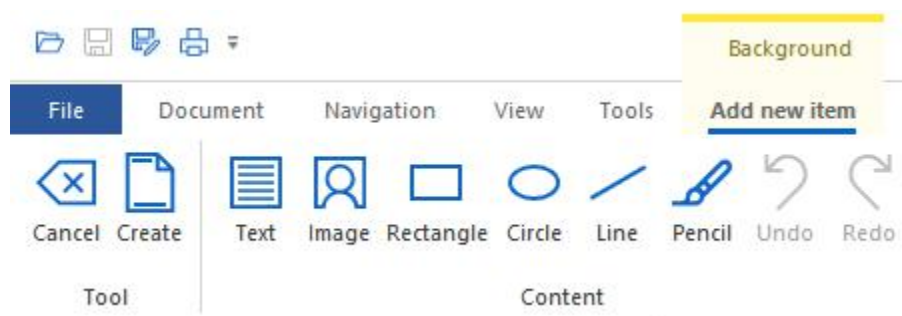 Background
File Document Navigation View Tools Add new item
Cancel Create Text Image Rectangle Circle Line Pencil Undo Redo
Tool Content